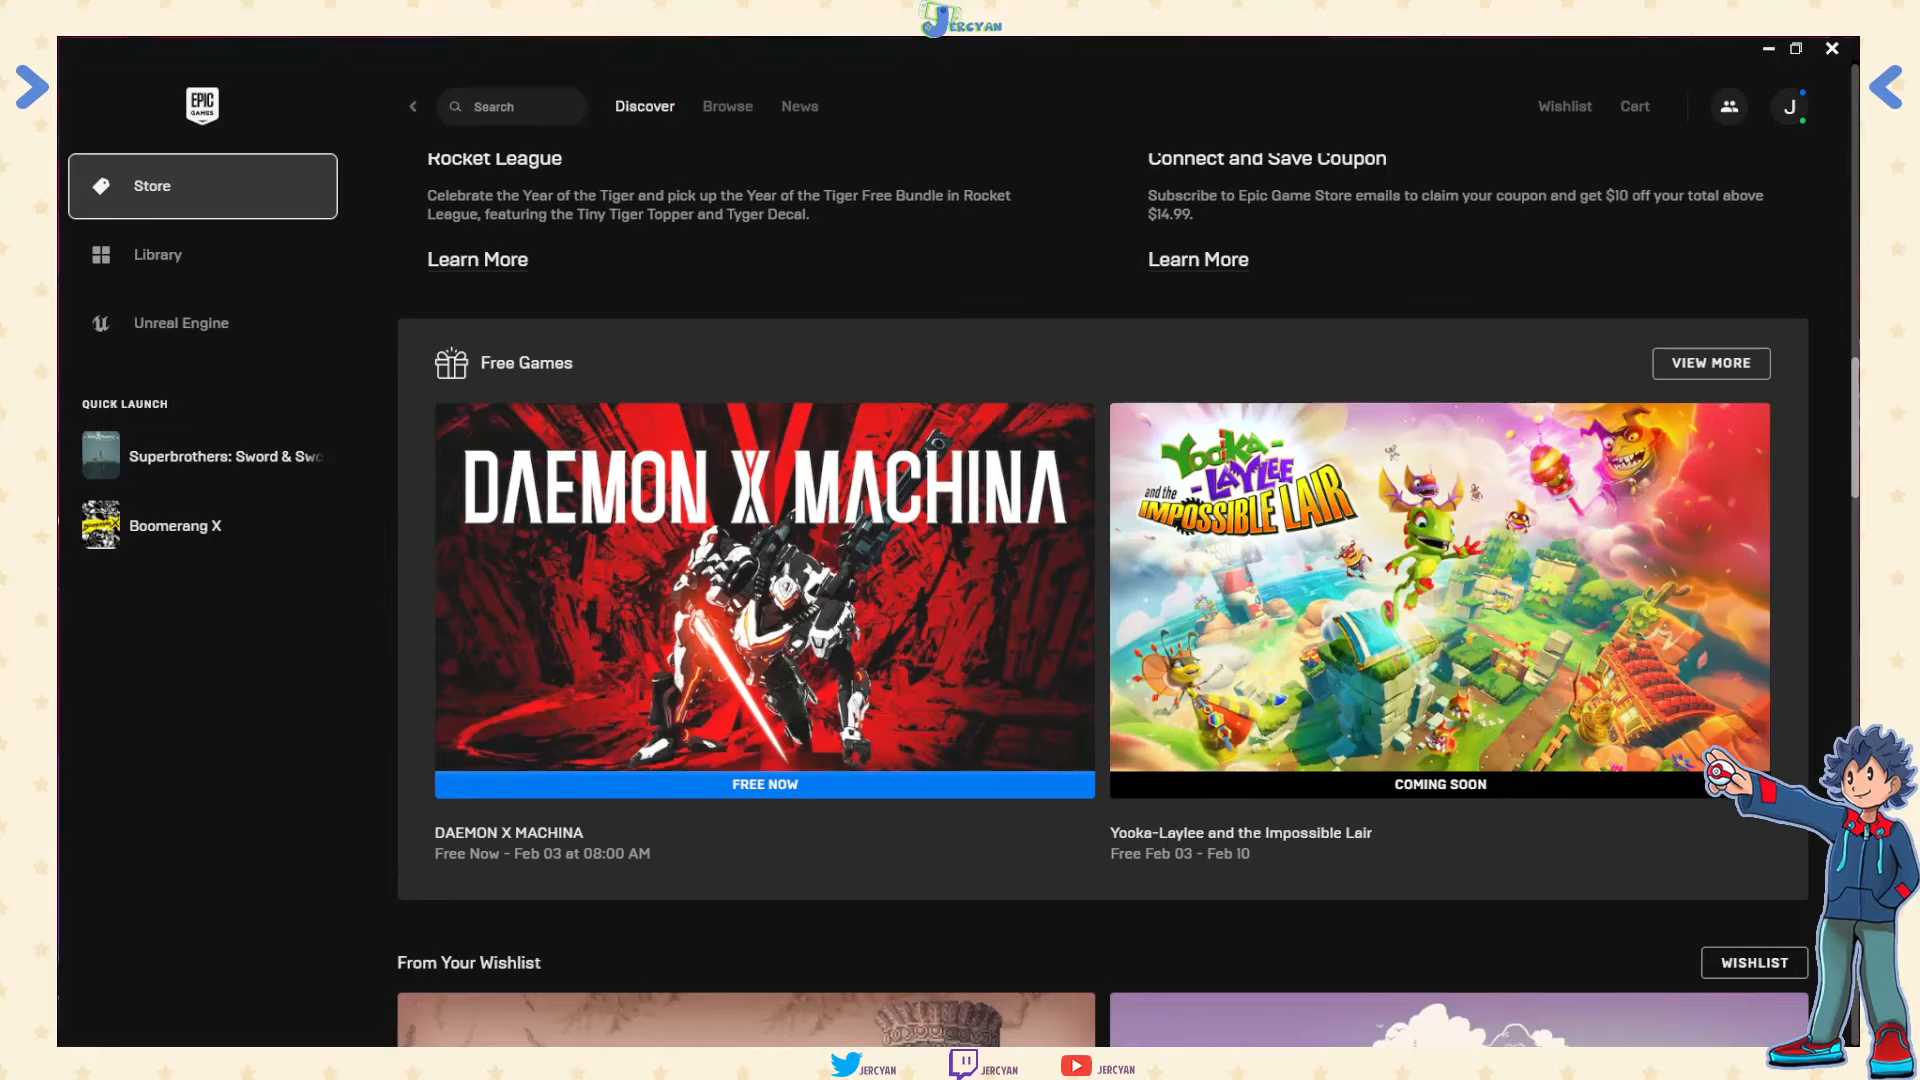 JERCYAN
EPIC
GAMES
Search
Discover
Browse
News
Wishlist
Cart
J
Store
Library
Unreal Engine
QUICK LAUNCH
Superbrothers: Sword & Swo
Boomerang X
Rocket League
Celebrate the Year of the Tiger and pick up the Year of the Tiger Free Bundle in Rocket
League, featuring the Tiny Tiger Topper and Tyger Decal.
Learn More
Connect and Save Coupon
Subscribe to Epic Game Store emails to claim your coupon and get $10 off your total above
$14.99.
Learn More
Free Games
VIEW MORE
DAEMON X MACHINA
FREE NOW
DAEMON X MACHINA
Free Now - Feb 03 at 08:00 AM
YOOKA-
-LAYLEE
and the
IMPOSSIBLE LAIR
COMING SOON
Yooka-Laylee and the Impossible Lair
Free Feb 03 - Feb 10
From Your Wishlist
WISHLIST
JERCYAN
JERCYAN
JERCYAN